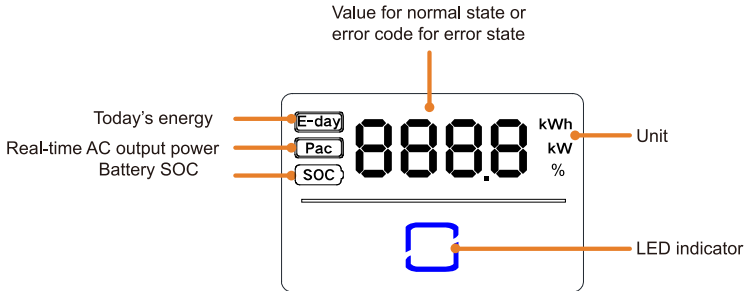 Value for normal state or
error code for error state
Today's energy
E-day
8888.8
kWh
Real-time AC output power
Pac
kW
Unit
Battery SOC
SOC
%
LED indicator